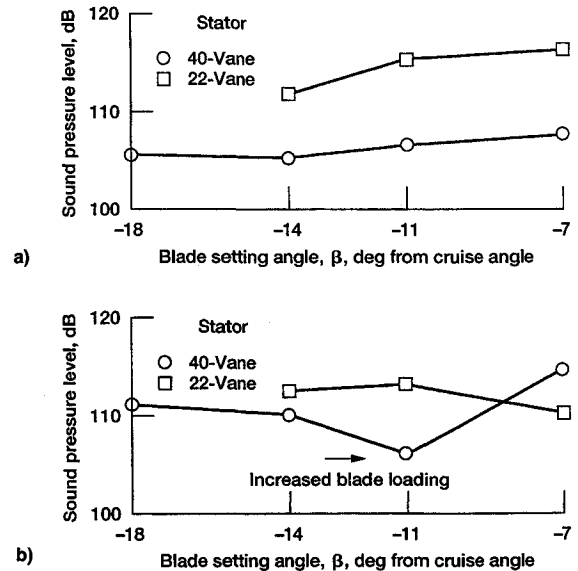 120
Stator
40-Vane
22-Vane
110
100
Sound pressure level, dB
-18
-14
-11
-7
Blade setting angle, β, deg from cruise angle
a)
120
Stator
40-Vane
22-Vane
110
100
Sound pressure level, dB
Increased blade loading
-18
-14
-11
-7
Blade setting angle, β, deg from cruise angle
b)